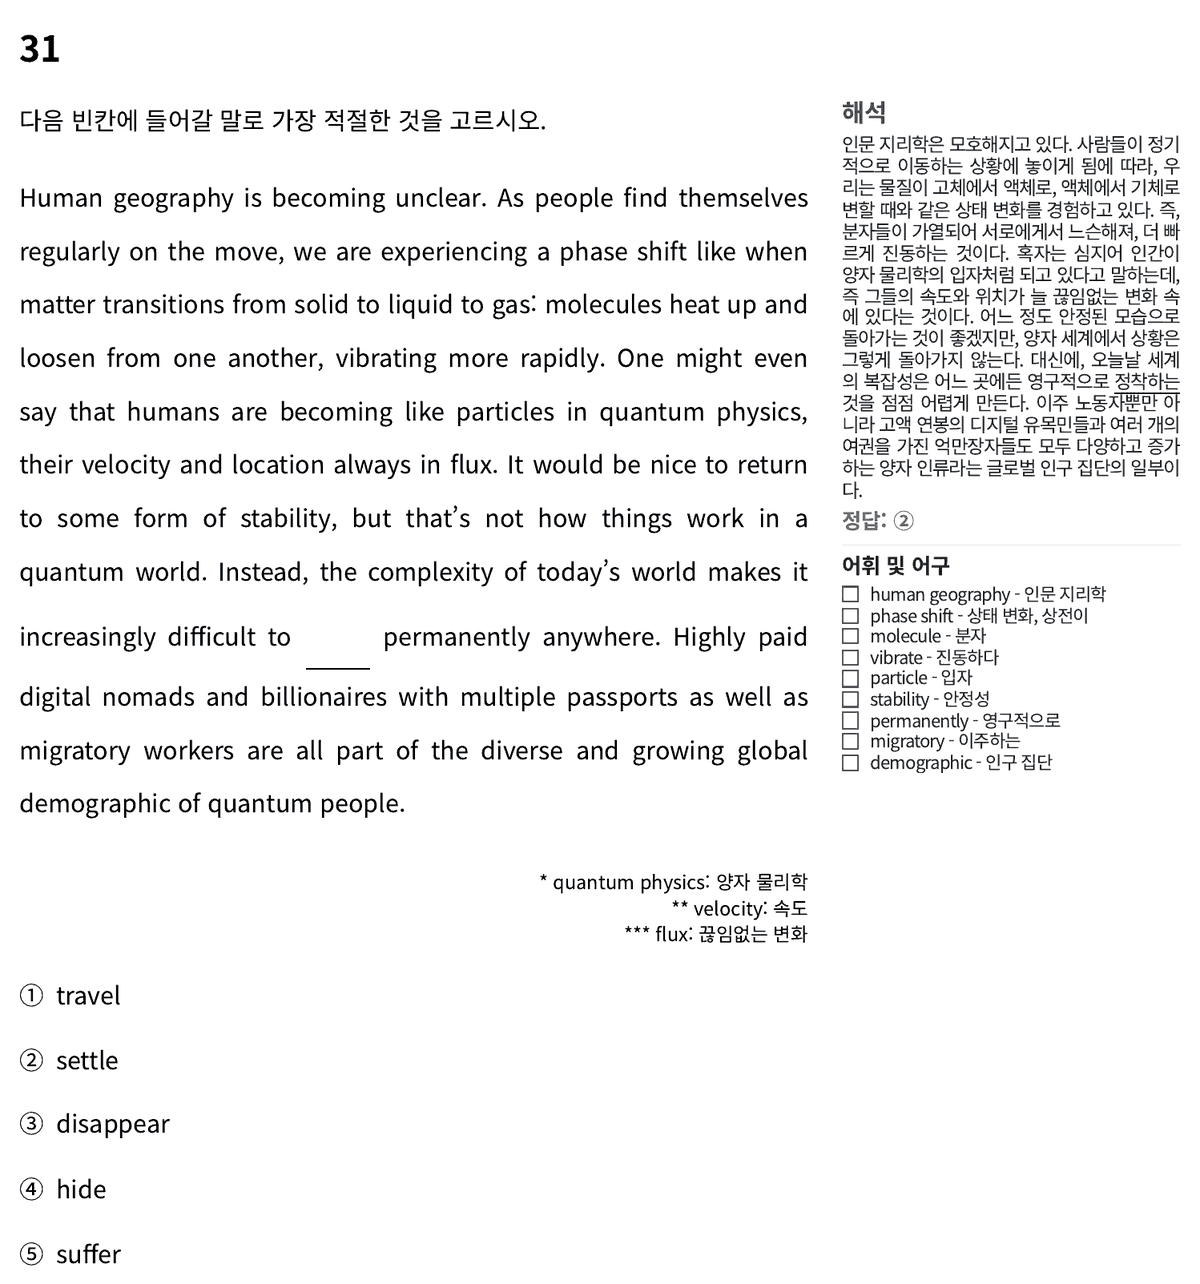 31
다음 빈칸에 들어갈 말로 가장 적절한 것을 고르시오.
Human geography is becoming unclear. As people find themselves
regularly on the move, we are experiencing a phase shift like when
matter transitions from solid to liquid to gas: molecules heat up and
loosen from one another, vibrating more rapidly. One might even
say that humans are becoming like particles in quantum physics,
their velocity and location always in flux. It would be nice to return
to some form of stability, but that's not how things work in a
quantum world. Instead, the complexity of today's world makes it
increasingly difficult to ____ permanently anywhere. Highly paid
digital nomads and billionaires with multiple passports as well as
migratory workers are all part of the diverse and growing global
demographic of quantum people.
* quantum physics: 양자 물리학
** velocity: 속도
*** flux: 끊임없는 변화
① travel
② settle
③ disappear
④ hide
⑤ suffer
해석
인문 지리학은 모호해지고 있다. 사람들이 정기
적으로 이동하는 상황에 놓이게 됨에 따라, 우
리는 물질이 고체에서 액체로, 액체에서 기체로
변할 때와 같은 상태 변화를 경험하고 있다. 즉,
분자들이 가열되어 서로에게서 느슨해져, 더 빠
르게 진동하는 것이다. 혹자는 심지어 인간이
양자 물리학의 입자처럼 되고 있다고 말하는데,
즉 그들의 속도와 위치가 늘 끊임없는 변화 속
에 있다는 것이다. 어느 정도 안정된 모습으로
돌아가는 것이 좋겠지만, 양자 세계에서 상황은
그렇게 돌아가지 않는다. 대신에, 오늘날 세계
의 복잡성은 어느 곳에든 영구적으로 정착하는
것을 점점 어렵게 만든다. 이주 노동자뿐만 아
니라 고액 연봉의 디지털 유목민들과 여러 개의
여권을 가진 억만장자들도 모두 다양하고 증가
하는 양자 인류라는 글로벌 인구 집단의 일부이
다.
정답: ②
어휘 및 어구
□ human geography - 인문 지리학
□ phase shift - 상태 변화, 상전이
□ molecule - 분자
□ vibrate - 진동하다
□ particle - 입자
□ stability - 안정성
□ permanently - 영구적으로
□ migratory - 이주하는
□ demographic - 인구 집단